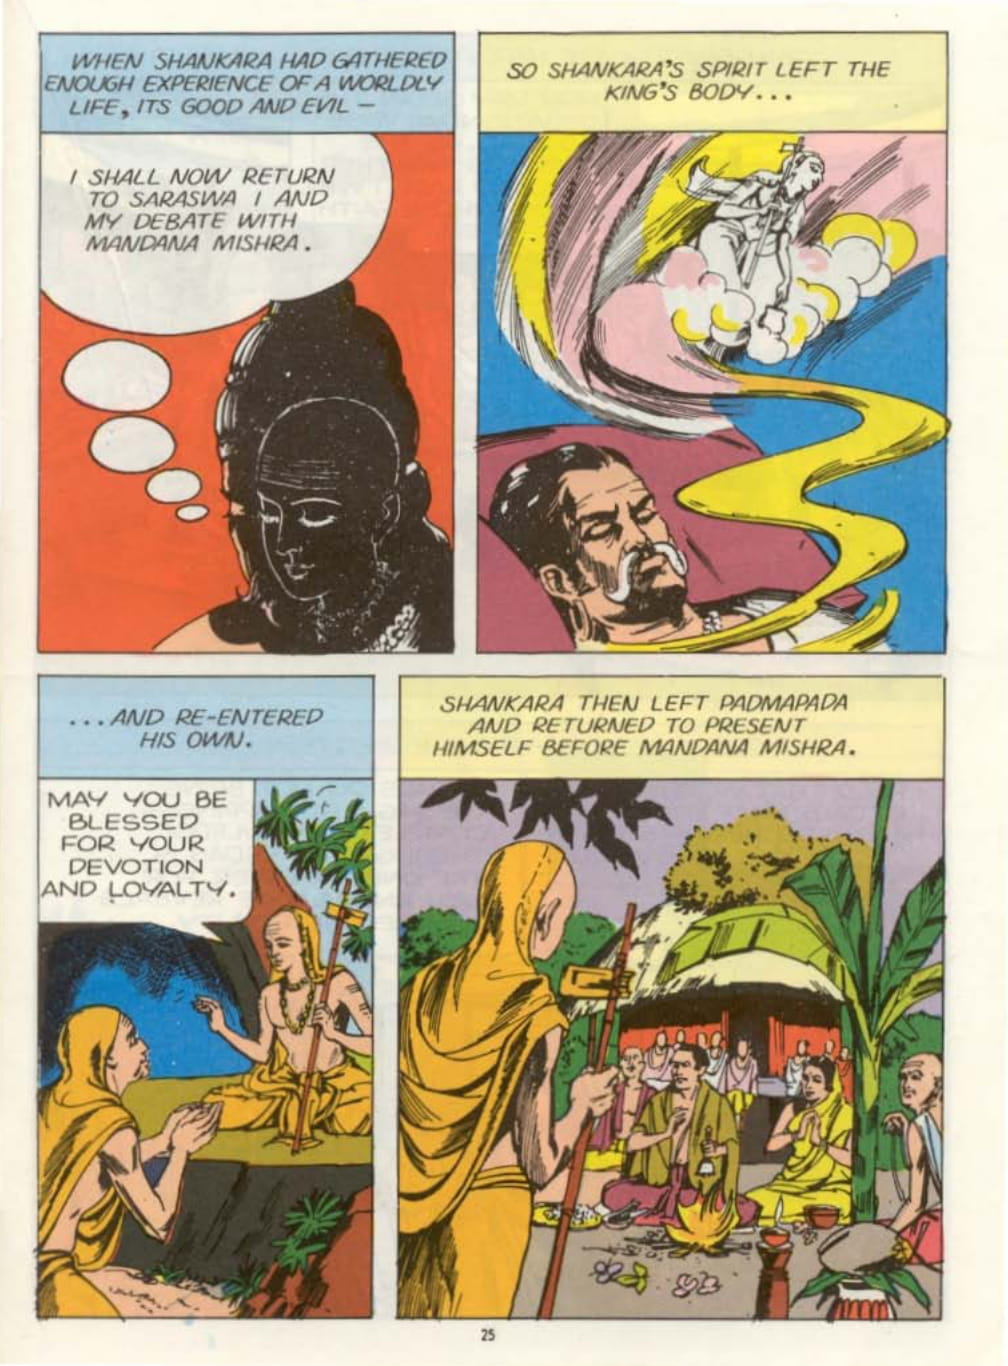 WHEN SHANKARA HAD GATHERED
ENOUGH EXPERIENCE OF A WORLDLY
LIFE, ITS GOOD AND EVIL —
I SHALL NOW RETURN
TO SARASWA I AND
MY DEBATE WITH
MANDANA MISHRA.
SO SHANKARA'S SPIRIT LEFT THE
KING'S BODY...
...AND RE-ENTERED
HIS OWN.
MAY YOU BE
BLESSED
FOR YOUR
DEVOTION
AND LOYALTY.
SHANKARA THEN LEFT PADMAPADA
AND RETURNED TO PRESENT
HIMSELF BEFORE MANDANA MISHRA.
25